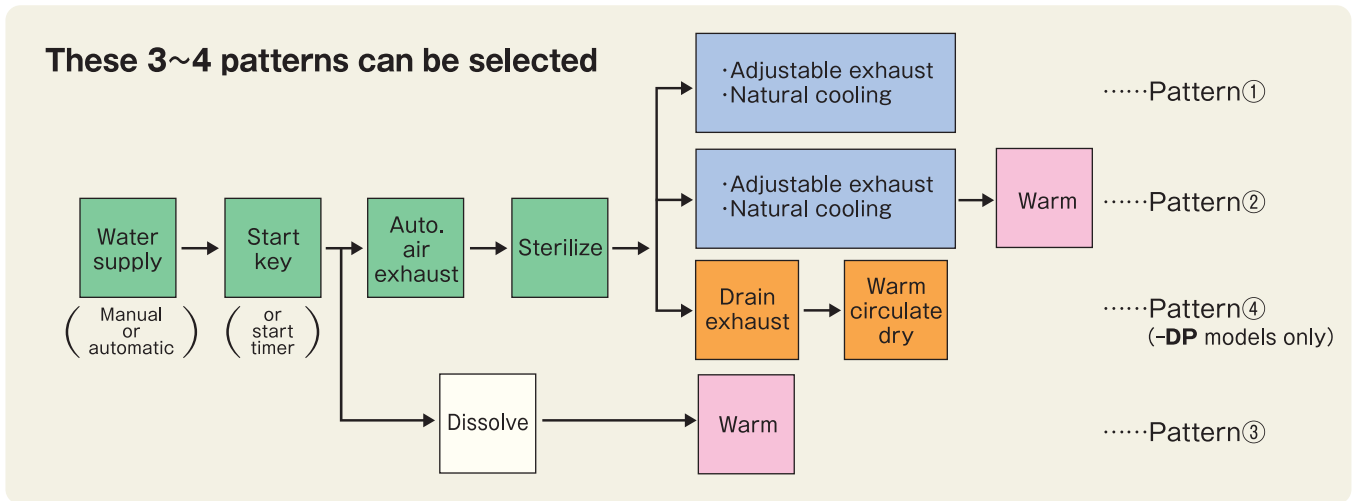 These 3~4 patterns can be selected
·Adjustable exhaust
·Natural cooling
······Pattern①
·Adjustable exhaust
·Natural cooling
Warm
······Pattern②
Water
supply
(Manual
or
automatic)
Start
key
(or
start
timer)
Auto.
air
exhaust
Sterilize
Drain
exhaust
Warm
circulate
dry
······Pattern④
(-DP models only)
Dissolve
Warm
······Pattern③